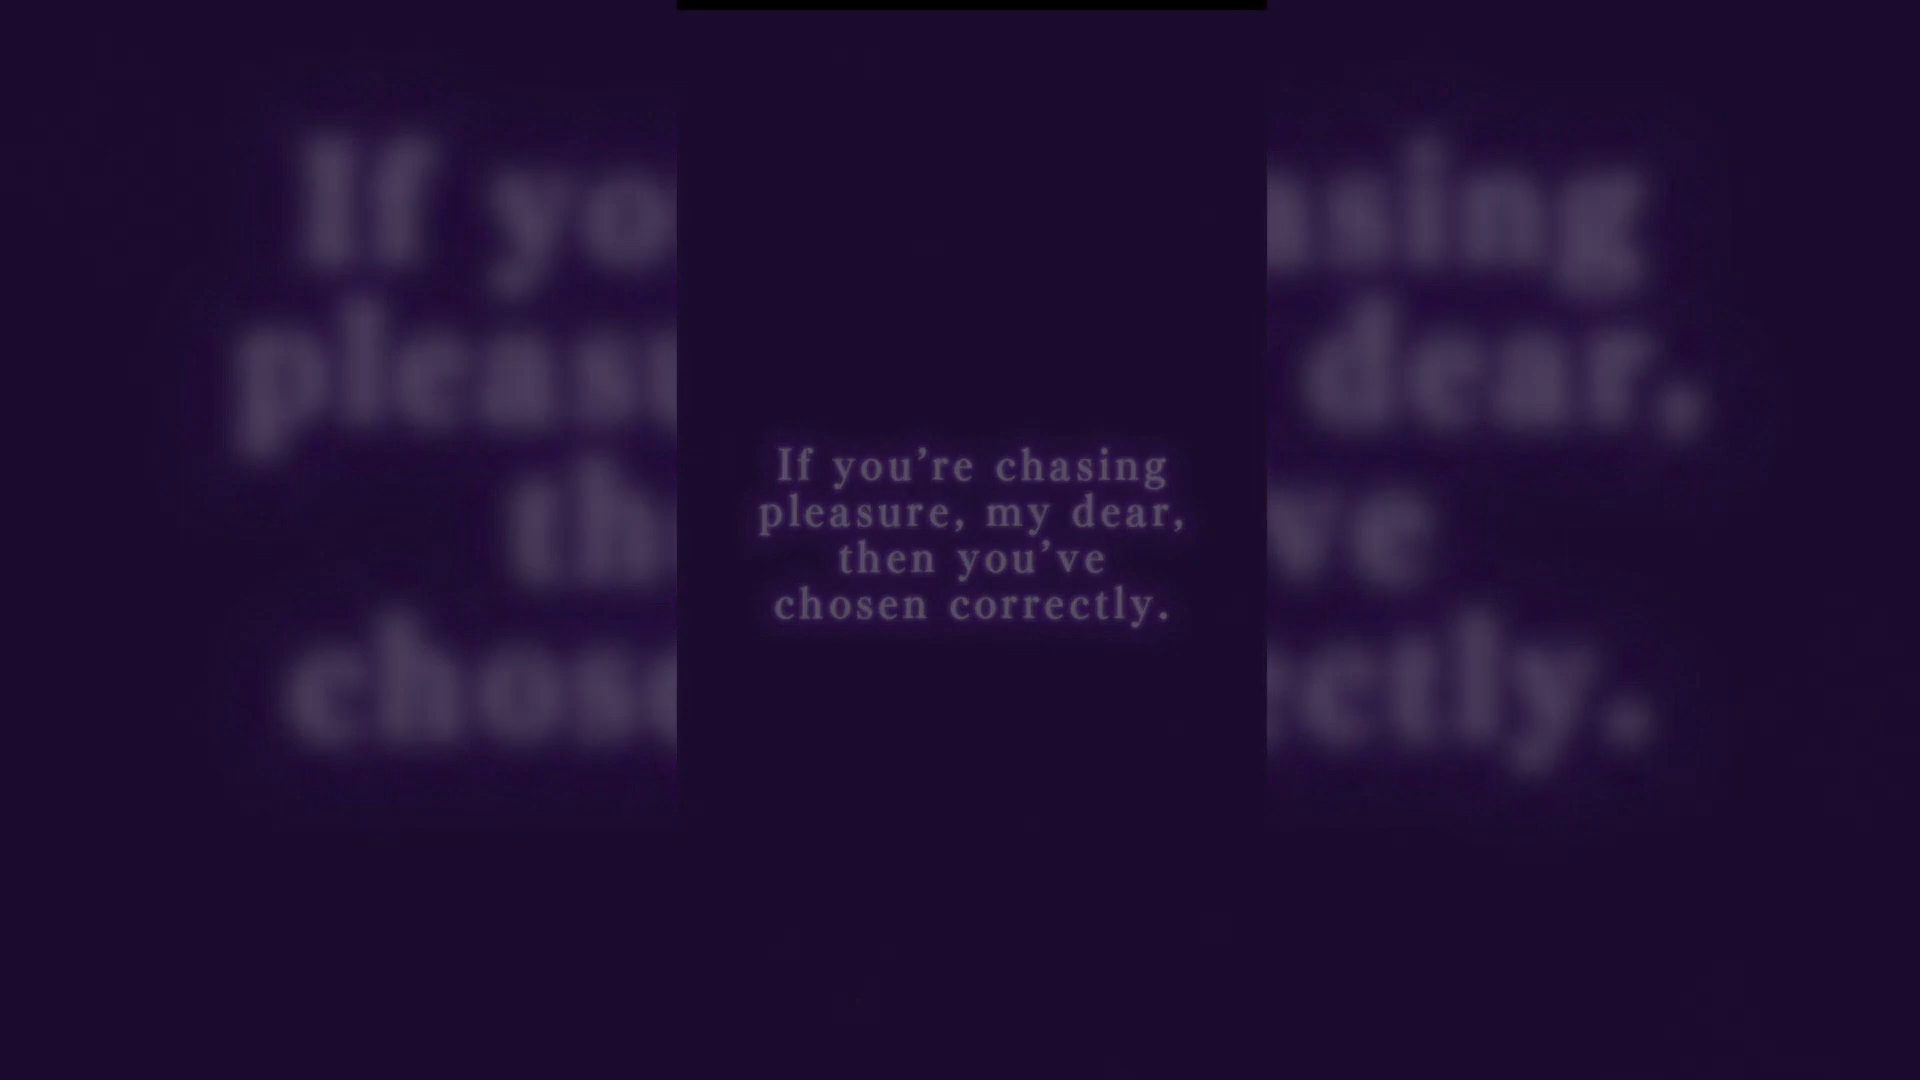 If you’re chasing
pleasure, my dear,
then you’ve
chosen correctly.